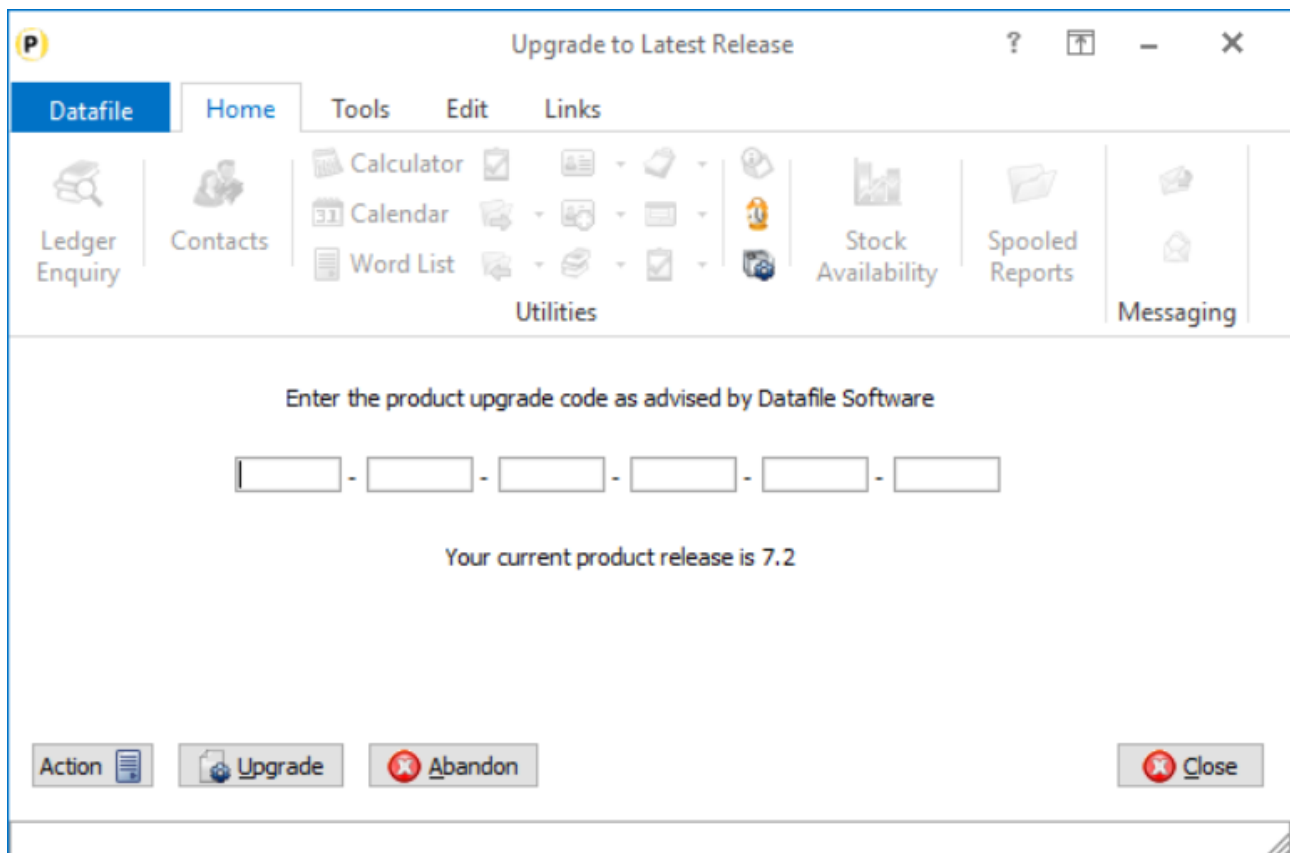 P
Upgrade to Latest Release
?
Datafile Home Tools Edit Links
Ledger Enquiry
Contacts
Calculator
31 Calendar
Word List
Stock Availability
Spooled Reports
Utilities
Messaging
Enter the product upgrade code as advised by Datafile Software
- - - - -
Your current product release is 7.2
Action Upgrade Abandon Close